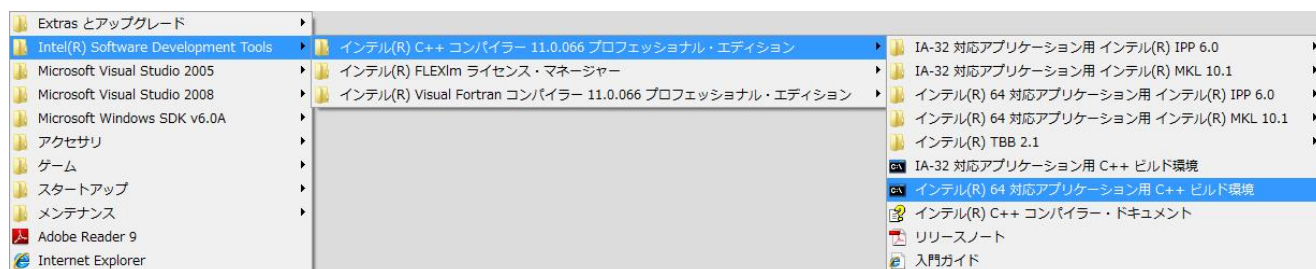 Extras とアップグレード
Intel(R) Software Development Tools
Microsoft Visual Studio 2005
Microsoft Visual Studio 2008
Microsoft Windows SDK v6.0A
アクセサリ
ゲーム
スタートアップ
メンテナンス
Adobe Reader 9
Internet Explorer
インテル(R) C++ コンパイラー 11.0.066 プロフェッショナル・エディション
インテル(R) FLEXlm ライセンス・マネージャー
インテル(R) Visual Fortran コンパイラー 11.0.066 プロフェッショナル・エディション
IA-32 対応アプリケーション用 インテル(R) IPP 6.0
IA-32 対応アプリケーション用 インテル(R) MKL 10.1
インテル(R) 64 対応アプリケーション用 インテル(R) IPP 6.0
インテル(R) 64 対応アプリケーション用 インテル(R) MKL 10.1
インテル(R) TBB 2.1
IA-32 対応アプリケーション用 C++ ビルド環境
インテル(R) 64 対応アプリケーション用 C++ ビルド環境
インテル(R) C++ コンパイラー・ドキュメント
リリースノート
入門ガイド